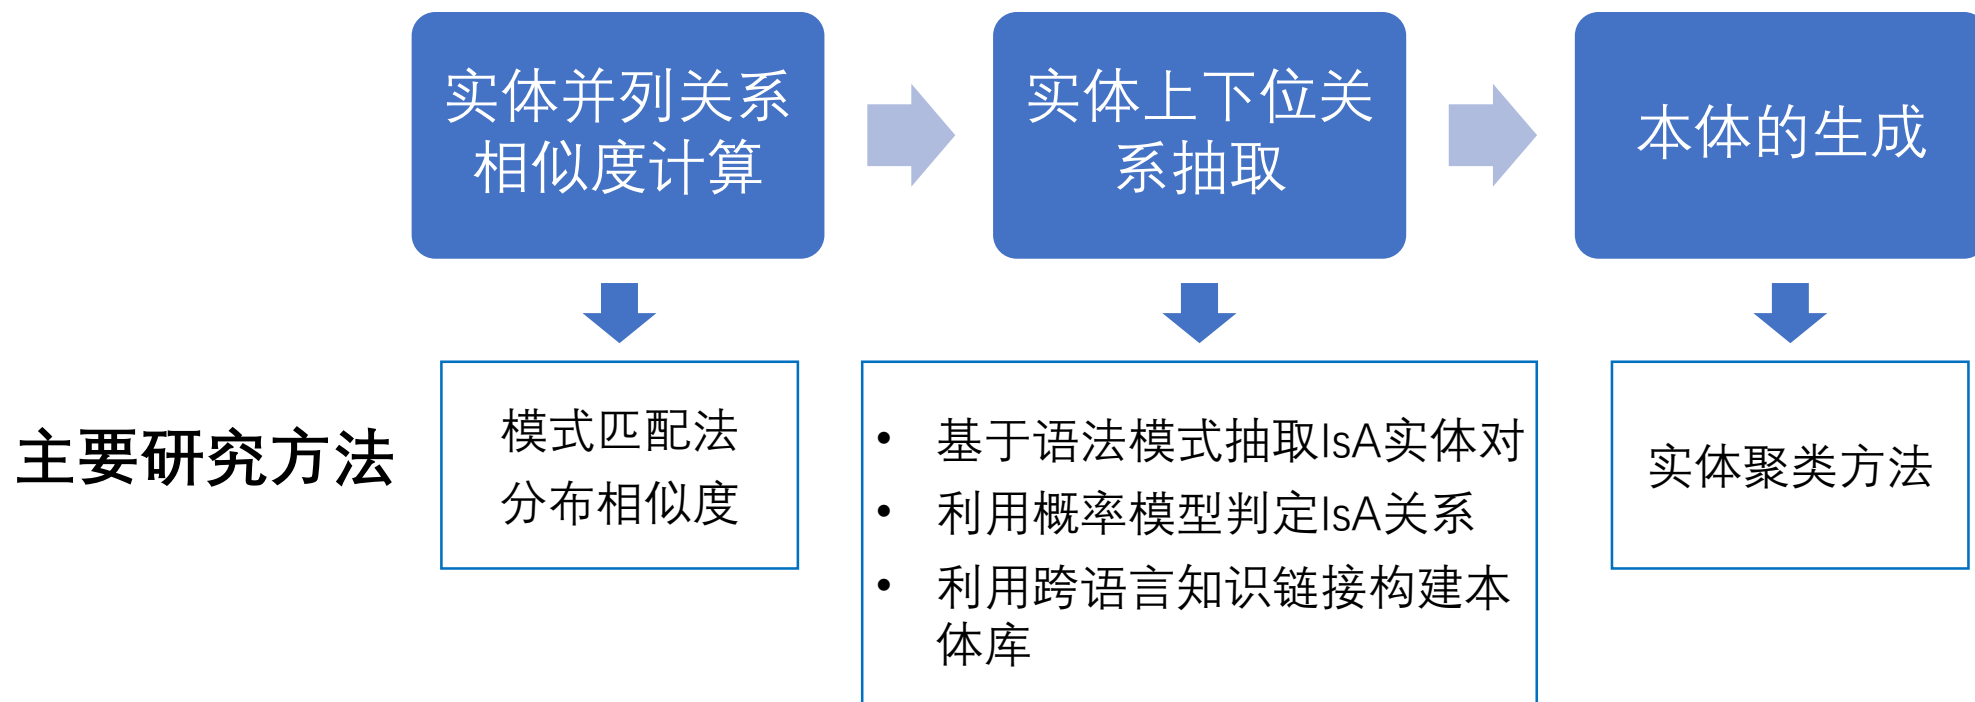 实体并列关系
相似度计算
实体上下位关
系抽取
本体的生成
主要研究方法
模式匹配法
分布相似度
• 基于语法模式抽取IsA实体对
• 利用概率模型判定IsA关系
• 利用跨语言知识链接构建本
体库
实体聚类方法